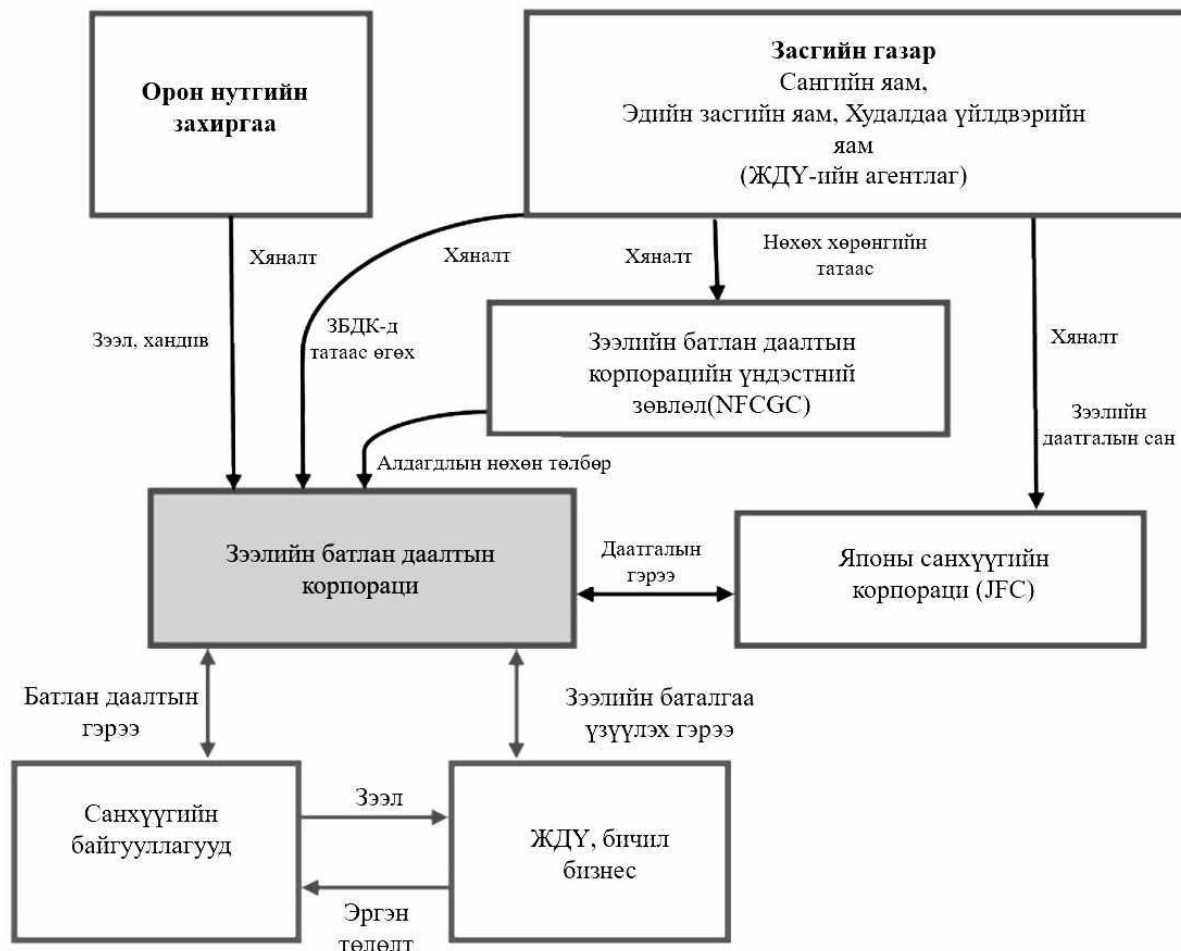 Орон нутгийн
захиргаа
Засгийн газар
Сангийн яам,
Эдийн засгийн яам, Худалдаа үйлдвэрийн
яам
(ЖДҮ-ийн агентлаг)
Хяналт
Зээл, хандив
Хяналт
ЗБДК-д
татаас өгөх
Хяналт
Нөхөх хөрөнгийн
татаас
Зээлийн батлан даалтын
корпорацийн үндэстний
зөвлөл(NFCGC)
Хяналт
Зээлийн
даатгалын сан
Алдагдлын нөхөн төлбөр
Зээлийн батлан даалтын
корпораци
Даатгалын
гэрээ
Японы санхүүгийн
корпораци (JFC)
Батлан даалтын
гэрээ
Зээлийн баталгаа
үзүүлэх гэрээ
Санхүүгийн
байгууллагууд
Зээл
ЖДҮ, бичил
бизнес
Эргэн
төлөлт